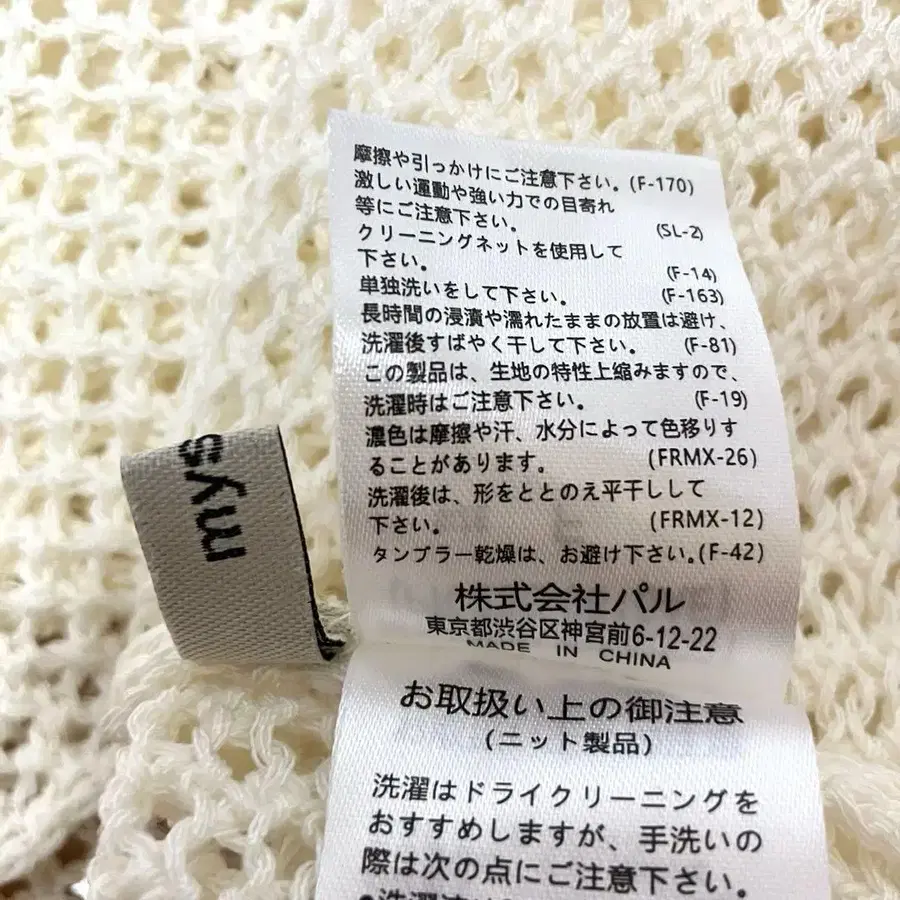 mys
摩擦や引っかけにご注意下さい。(F-170)
激しい運動や強い力での目寄れ
等にご注意下さい。 (SL-2)
クリーニングネットを使用して
下さい。 (F-14)
単独洗いをして下さい。 (F-163)
長時間の浸漬や濡れたままの放置は避け、
洗濯後すばやく干して下さい。 (F-81)
この製品は、生地の特性上縮みますので、
洗濯時はご注意下さい。 (F-19)
濃色は摩擦や汗、水分によって色移りす
ることがあります。 (FRMX-26)
洗濯後は、形をととのえ平干しして
下さい。 (FRMX-12)
タンブラー乾燥は、お避け下さい。(F-42)
株式会社パル
東京都渋谷区神宮前6-12-22
MADE IN CHINA
お取扱い上の御注意
(ニット製品)
洗濯はドライクリーニングを
おすすめしますが、手洗いの
際は次の点にご注意下さい。